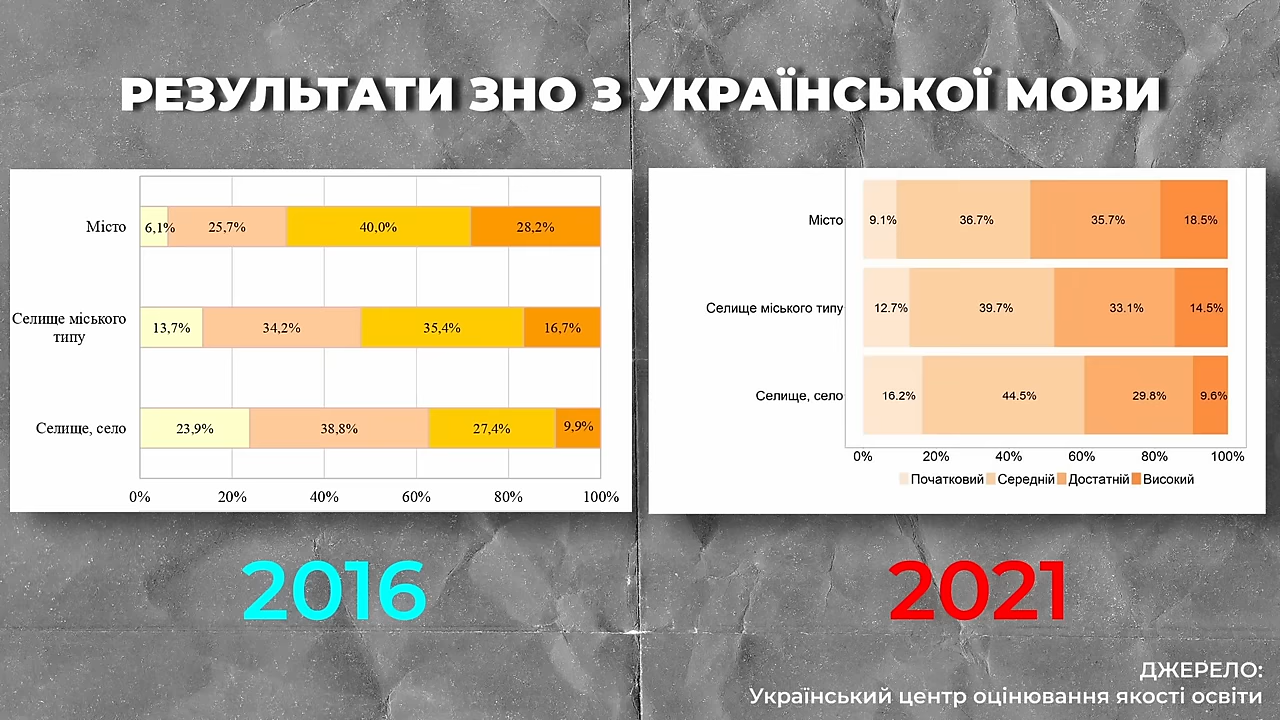 РЕЗУЛЬТАТИ ЗНО З УКРАЇНСЬКОЇ МОВИ
Місто
6,1% 25,7% 40,0% 28,2%
Селище міського
типу
13,7% 34,2% 35,4% 16,7%
Селище, село
23,9% 38,8% 27,4% 9,9%
0% 20% 40% 60% 80% 100%
Місто 9.1% 36.7% 35.7% 18.5%
Селище міського типу 12.7% 39.7% 33.1% 14.5%
Селище, село 16.2% 44.5% 29.8% 9.6%
0% 20% 40% 60% 80% 100%
Початковий Середній Достатній Високий
2016
2021
ДЖЕРЕЛО:
Український центр оцінювання якості освіти